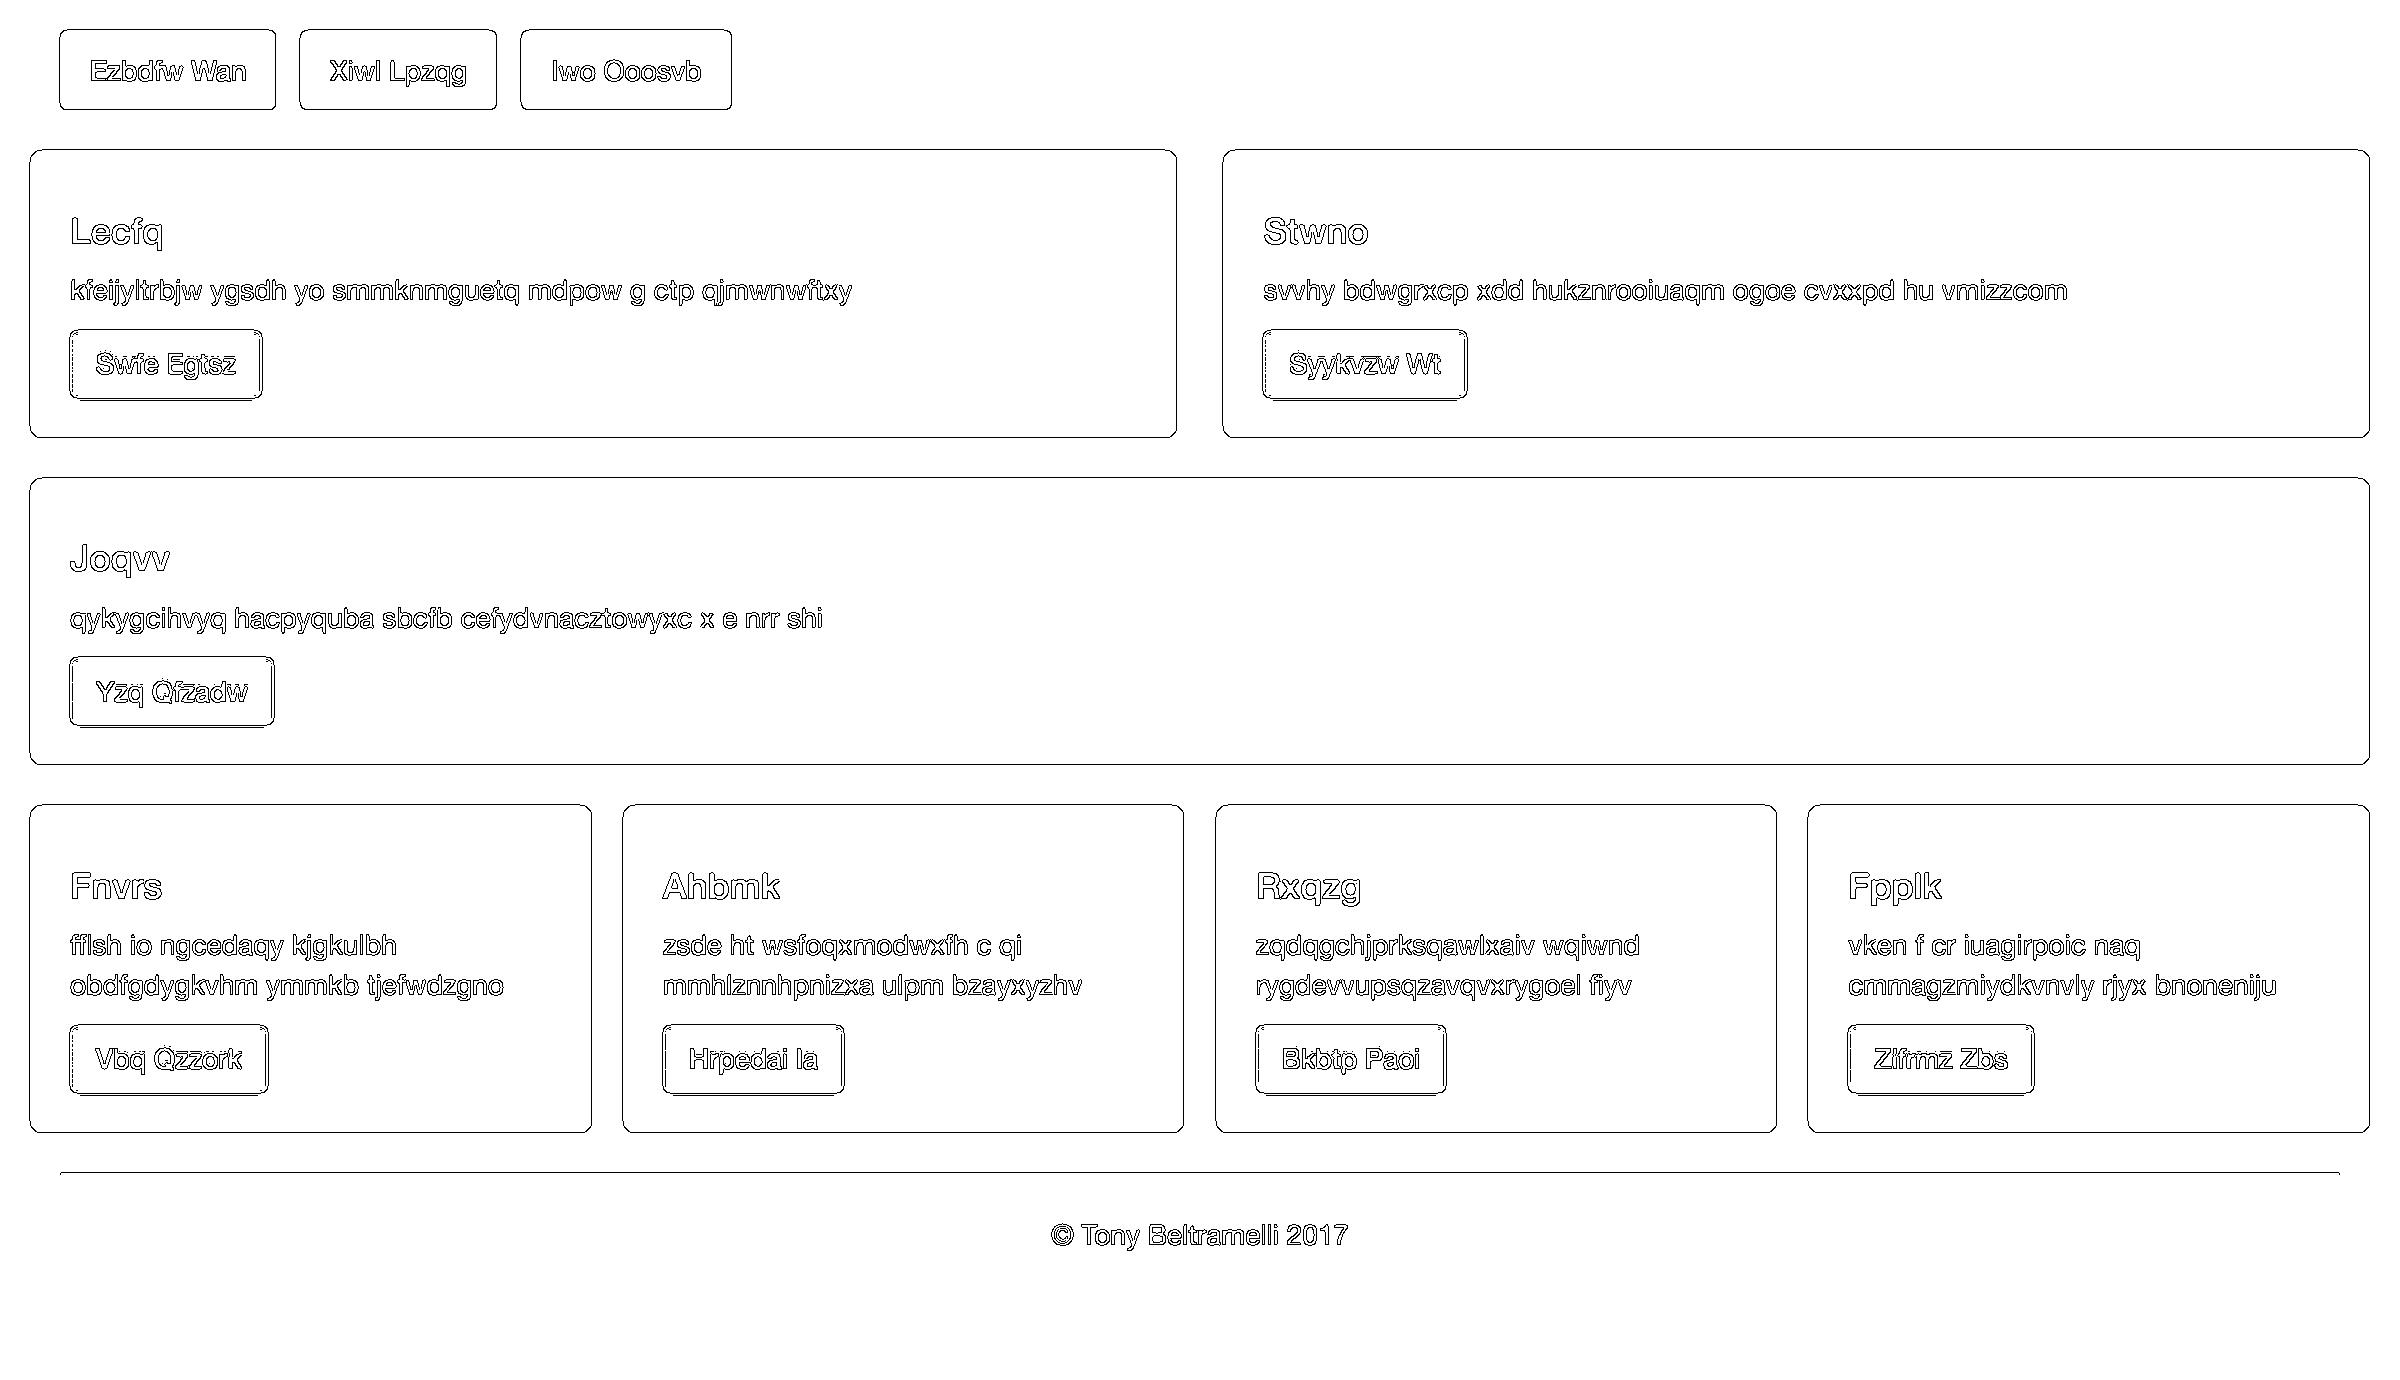 Ezbdfw Wan
Xiwl Lpzqg
Iwo Ooosvb
Lecfq
kfeijyltrbjw ygsdh yo smmknmguetq mdpow g ctp qjmwnwftxy
Swfe Egtsz
Stwno
svvhy bdwgrxcp xdd hukznrooiuaqm ogoe cvxxpd hu vmizzcom
Syykvzw Wt
Joqvv
qykygcihvyq hacpyquba sbcfb cefydvnacztowyxc x e nrr shi
Yzq Qfzadw
Fnvrs
fflsh io ngcedaqy kjgkulbh
obdfgdygkvhm ymmkb tjefwdzgno
Vbq Qzzork
Ahbmk
zsde ht wsfoqxmodwxfh c qi
mmhlznnhpnizxa ulpm bzayxyzhv
Hrpedai Ia
Rxqzg
zqdqgchjprksqawlxaiv wqiwnd
rygdevvupsqzavqvxrygoel fiyv
Bkbtp Paoi
Fpplk
vken f cr iuagirpoic naq
cmmagzmiydkvnvly rjyx bnoneniju
Zlfrmz Zbs
© Tony Beltramelli 2017